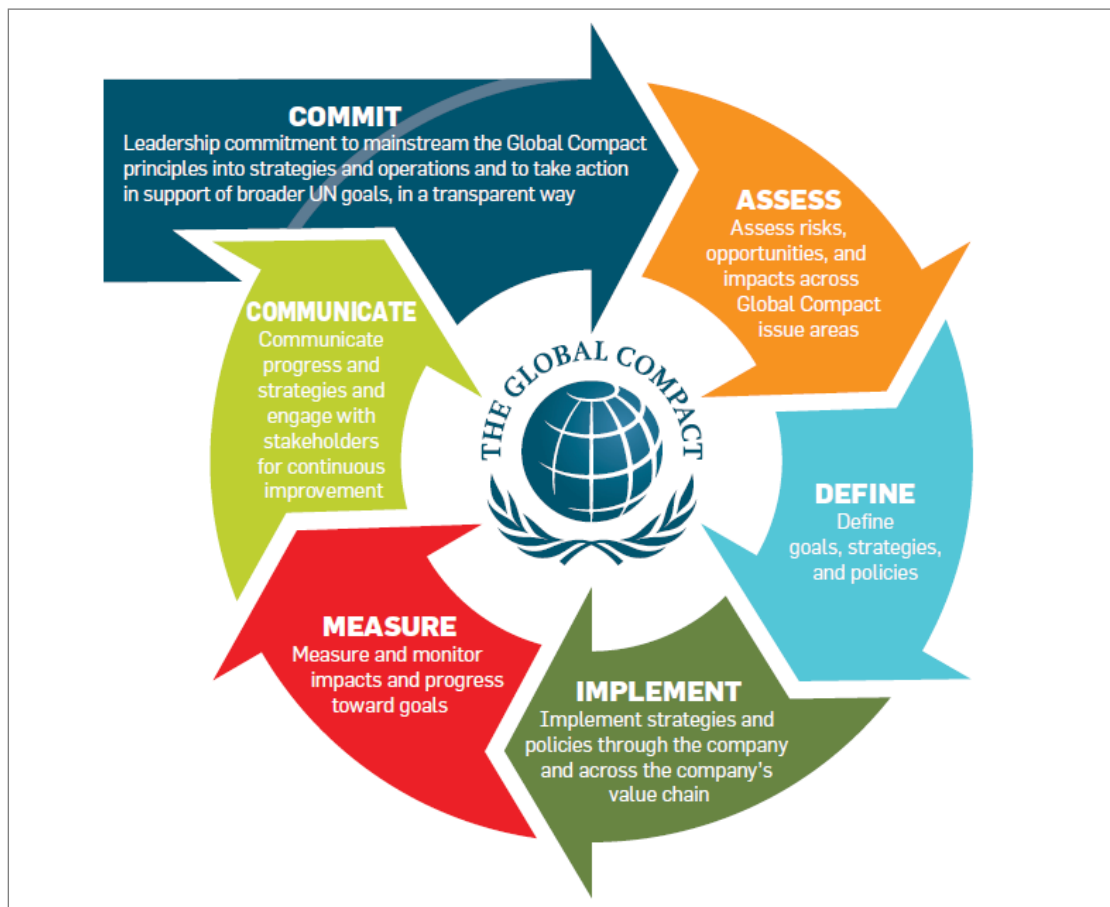 COMMIT
Leadership commitment to mainstream the Global Compact
principles into strategies and operations and to take action
in support of broader UN goals, in a transparent way
ASSESS
Assess risks,
opportunities, and
impacts across
Global Compact
issue areas
DEFINE
Define
goals, strategies,
and policies
IMPLEMENT
Implement strategies and
policies through the company
and across the company's
value chain
MEASURE
Measure and monitor
impacts and progress
toward goals
COMMUNICATE
Communicate
progress and
strategies and
engage with
stakeholders
for continuous
improvement
THE GLOBAL COMPACT